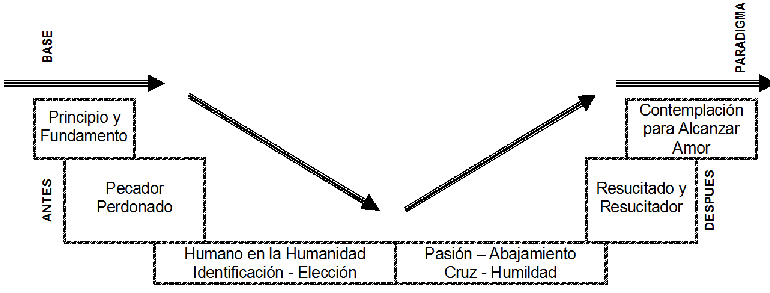 BASE
PARADIGMA
Principio y
Fundamento
Contemplación
para Alcanzar
Amor
ANTES
Pecador
Perdonado
Resucitado y
Resucitador
DESPUES
Humano en la Humanidad
Identificación - Elección
Pasión – Abajamiento
Cruz - Humildad